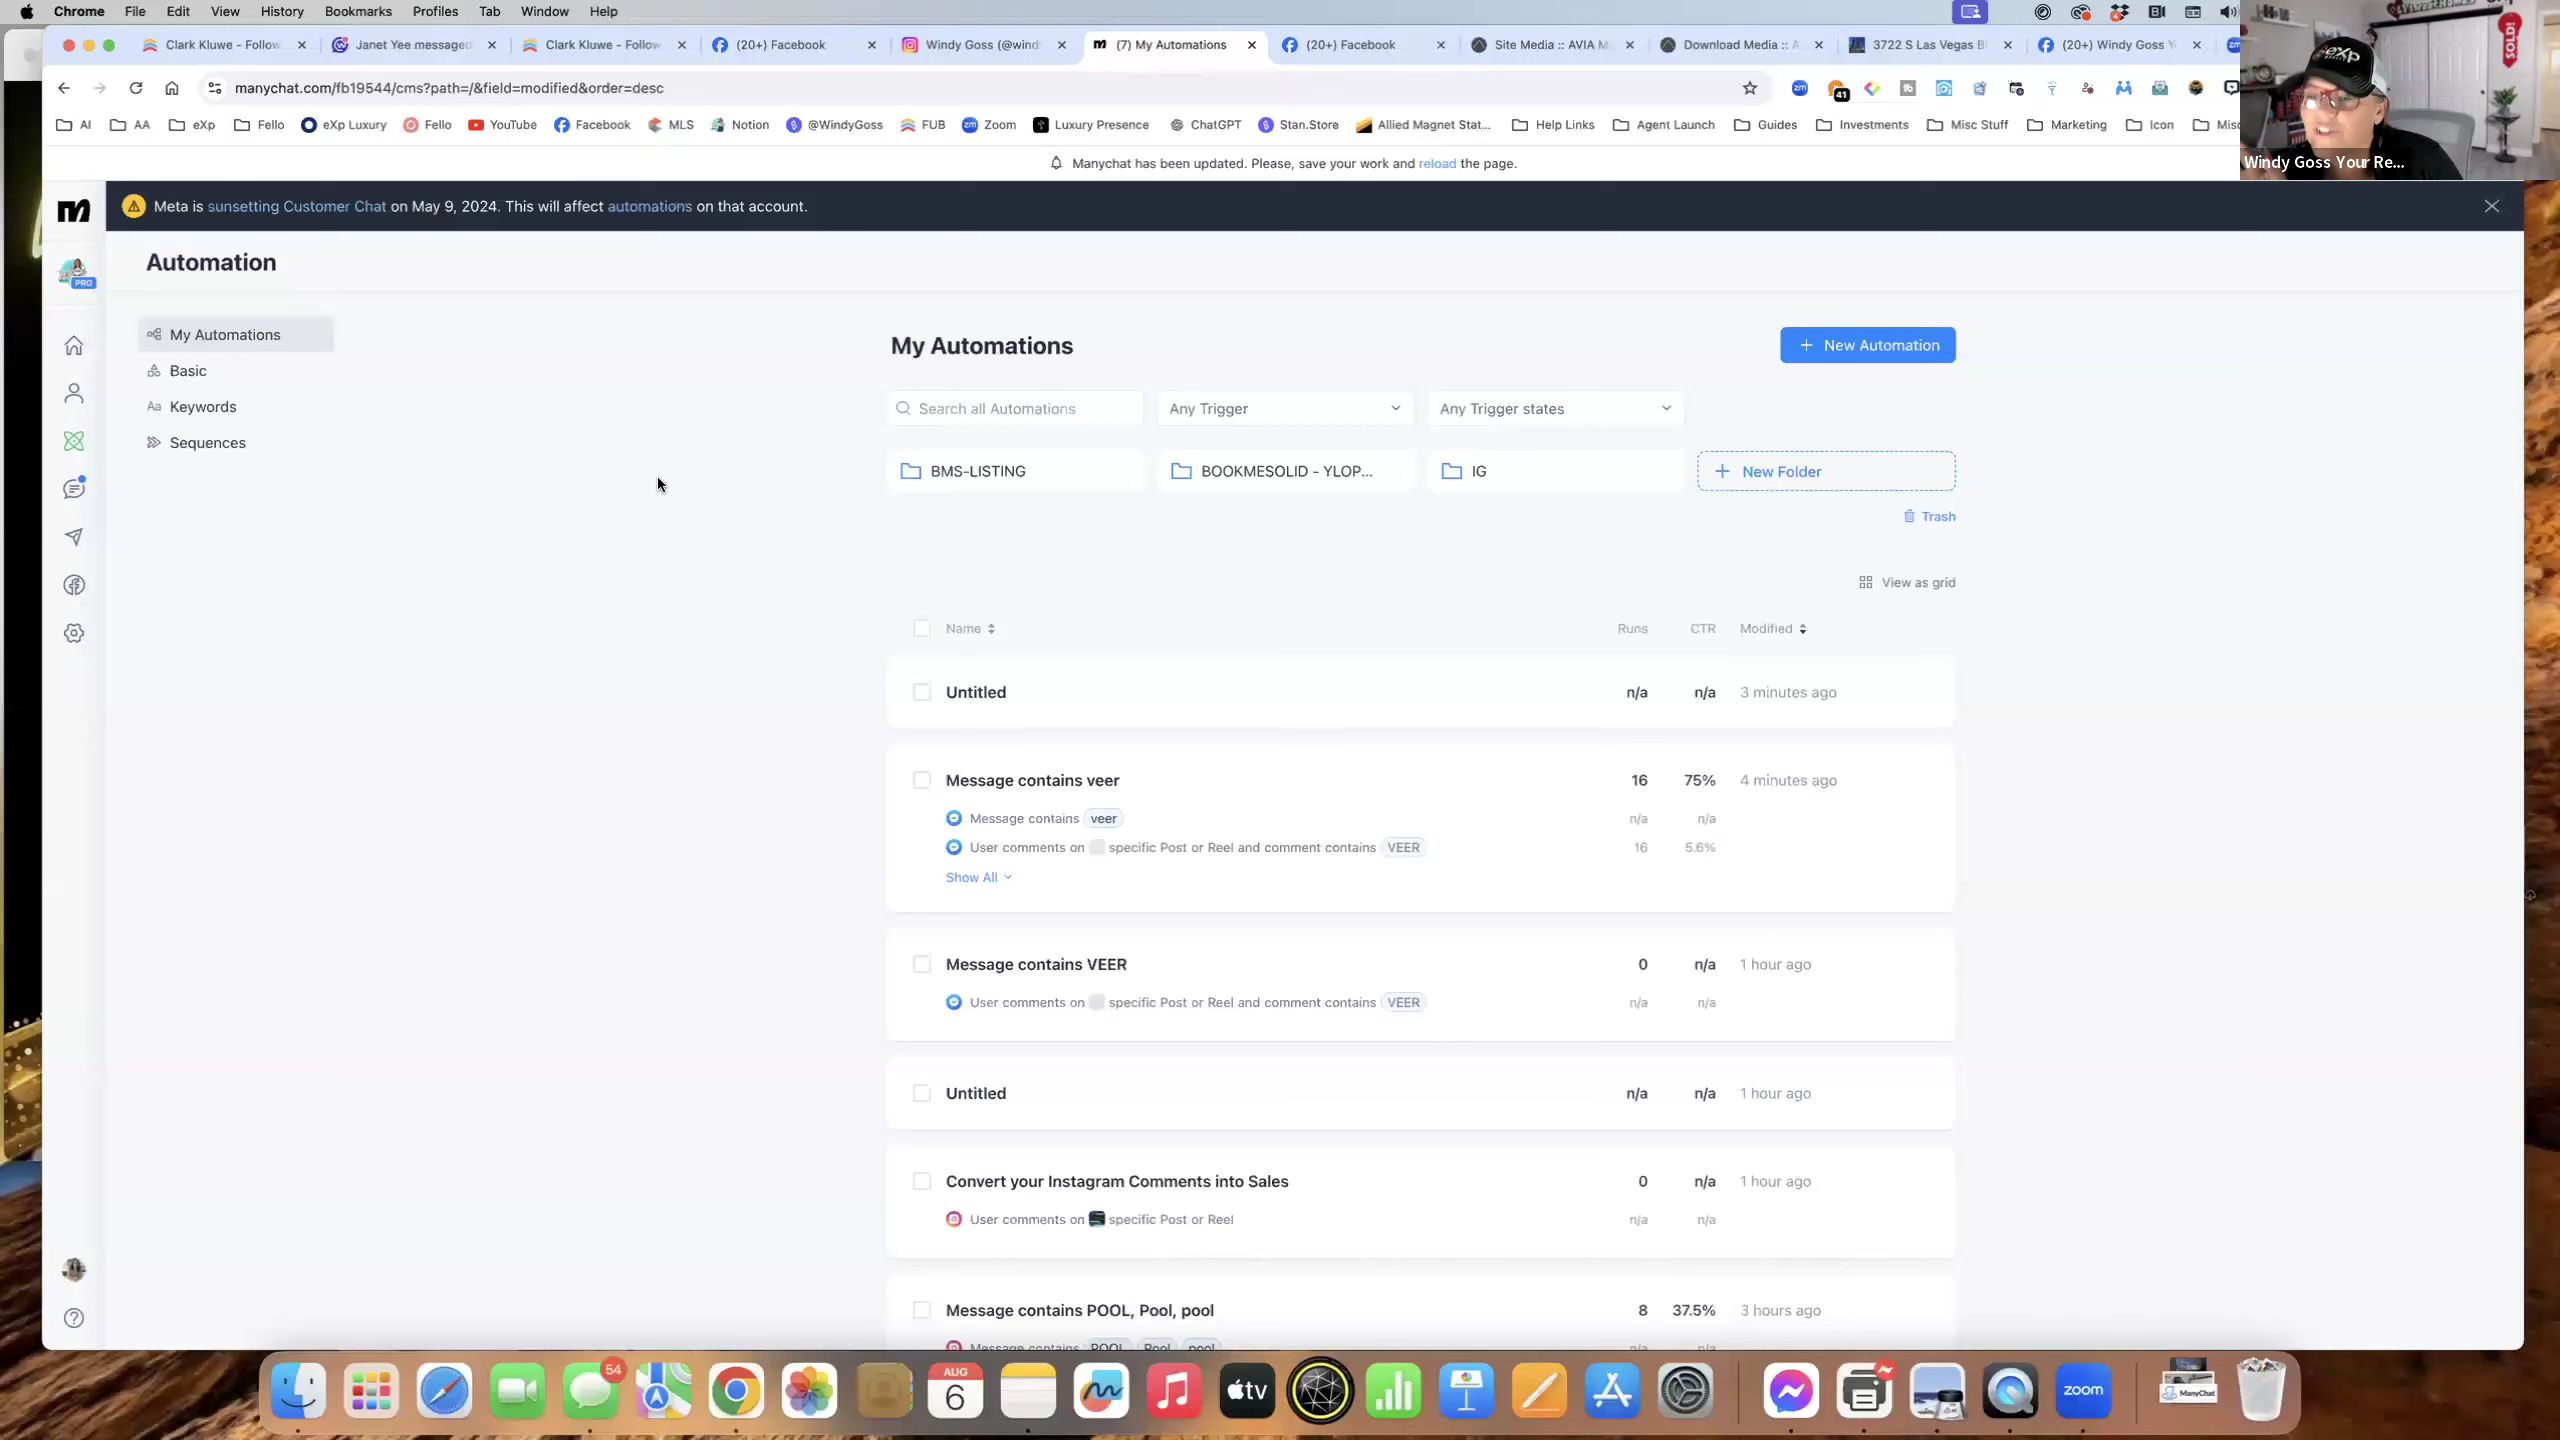 Chrome File Edit View History Bookmarks Profiles Tab Window Help
Clark Kluwe - Follow
Janet Yee messaged
Clark Kluwe - Follow
(20+) Facebook
Windy Goss (@wind
(7) My Automations
(20+) Facebook
Site Media :: AVIA M
Download Media :: A
3722 S Las Vegas B
(20+) Windy Goss Y
manychat.com/fb19544/cms?path=/&field=modified&order=desc
41
AI AA eXp Fello eXp Luxury Fello YouTube Facebook MLS Notion @WindyGoss FUB Zoom Luxury Presence ChatGPT Stan.Store Allied Magnet Stat... Help Links Agent Launch Guides Investments Misc Stuff Marketing Icon Misc
exp
SOLD!
Windy Goss Your Re...
Manychat has been updated. Please, save your work and reload the page.
Meta is sunsetting Customer Chat on May 9, 2024. This will affect automations on that account.
Automation
PRO
My Automations
Basic
Aa Keywords
Sequences
My Automations
New Automation
Search all Automations
Any Trigger
Any Trigger states
BMS-LISTING
BOOKMESOLID - YLOP...
IG
New Folder
Trash
View as grid
Name Runs CTR Modified
Untitled n/a n/a 3 minutes ago
Message contains veer 16 75% 4 minutes ago
Message contains veer n/a n/a
User comments on specific Post or Reel and comment contains VEER 16 5.6%
Show All
Message contains VEER 0 n/a 1 hour ago
User comments on specific Post or Reel and comment contains VEER n/a n/a
Untitled n/a n/a 1 hour ago
Convert your Instagram Comments into Sales 0 n/a 1 hour ago
User comments on specific Post or Reel n/a n/a
Message contains POOL, Pool, pool 8 37.5% 3 hours ago
Message contains POOL Pool pool n/a n/a
54
AUG
6
tv
zoom
ManyChat